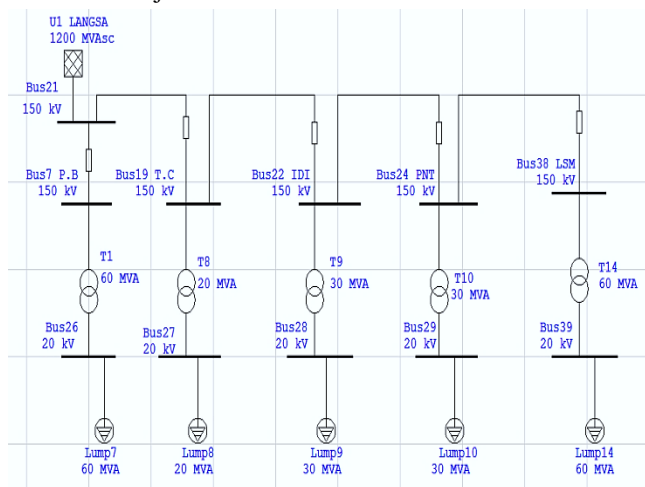 U1 LANGSA
1200 MVAsc
Bus21
150 kV
Bus7 P.B
150 kV
Bus19 T.C
150 kV
Bus22 IDI
150 kV
Bus24 PNT
150 kV
Bus38 LSM
150 kV
T1
60 MVA
T8
20 MVA
T9
30 MVA
T10
30 MVA
T14
60 MVA
Bus26
20 kV
Bus27
20 kV
Bus28
20 kV
Bus29
20 kV
Bus39
20 kV
Lump7
60 MVA
Lump8
20 MVA
Lump9
30 MVA
Lump10
30 MVA
Lump14
60 MVA